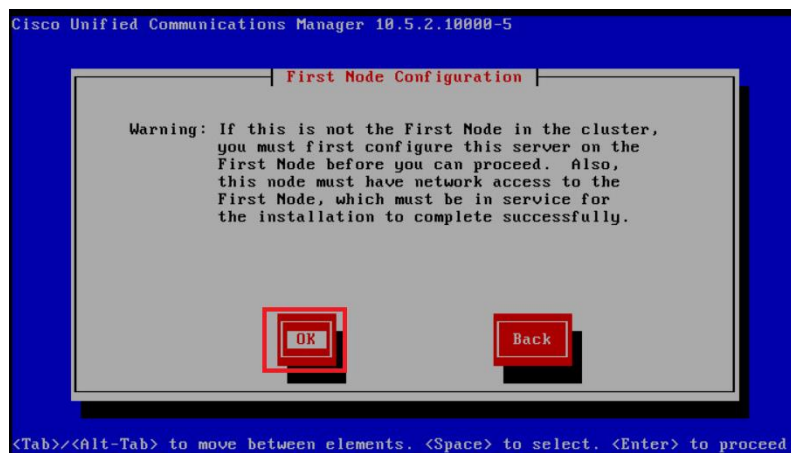 Cisco Unified Communications Manager 10.5.2.10000-5
First Node Configuration
Warning: If this is not the First Node in the cluster,
you must first configure this server on the
First Node before you can proceed. Also,
this node must have network access to the
First Node, which must be in service for
the installation to complete successfully.
OK Back
<Tab>/<Alt-Tab> to move between elements. <Space> to select. <Enter> to proceed